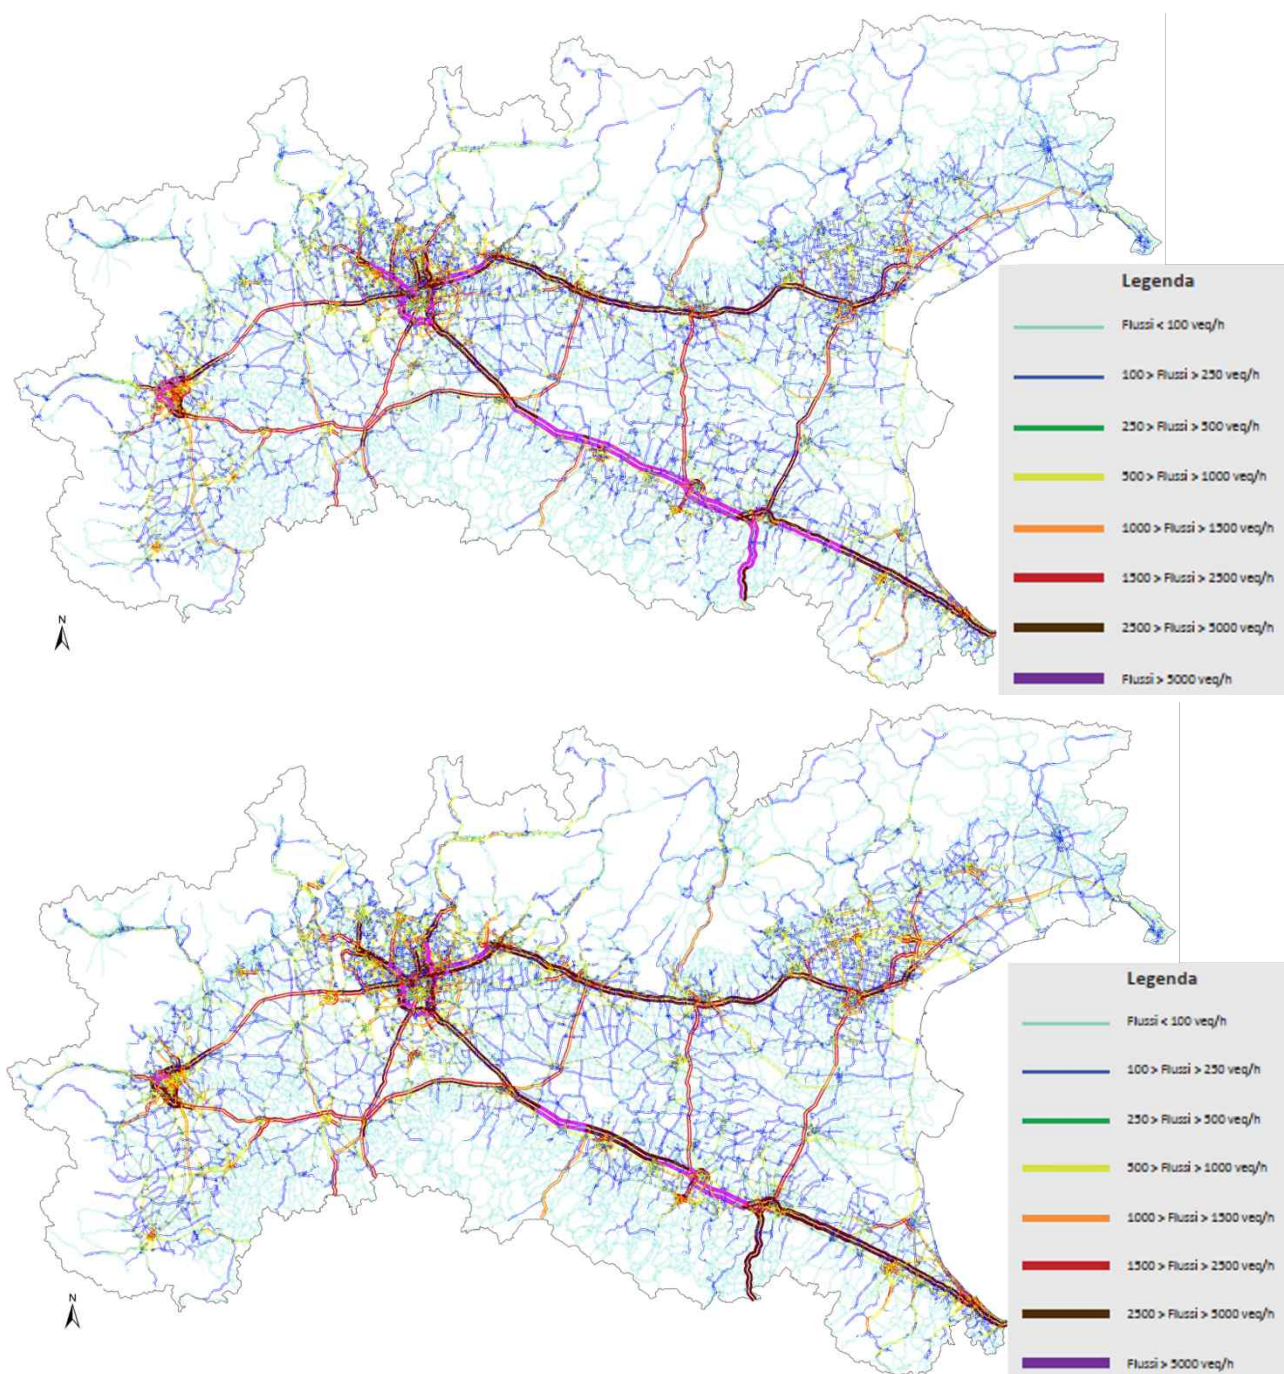 N
Legenda
Flussi < 100 veq/h
100 > Flussi > 250 veq/h
250 > Flussi > 500 veq/h
500 > Flussi > 1000 veq/h
1000 > Flussi > 1500 veq/h
1500 > Flussi > 2500 veq/h
2500 > Flussi > 5000 veq/h
Flussi > 5000 veq/h
N
Legenda
Flussi < 100 veq/h
100 > Flussi > 250 veq/h
250 > Flussi > 500 veq/h
500 > Flussi > 1000 veq/h
1000 > Flussi > 1500 veq/h
1500 > Flussi > 2500 veq/h
2500 > Flussi > 5000 veq/h
Flussi > 5000 veq/h